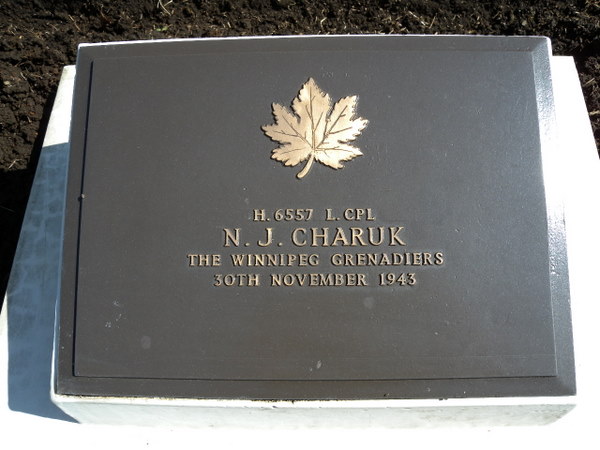 H.6557 L.CPL
N. J. CHARUK
THE WINNIPEG GRENADIERS
30TH NOVEMBER 1943